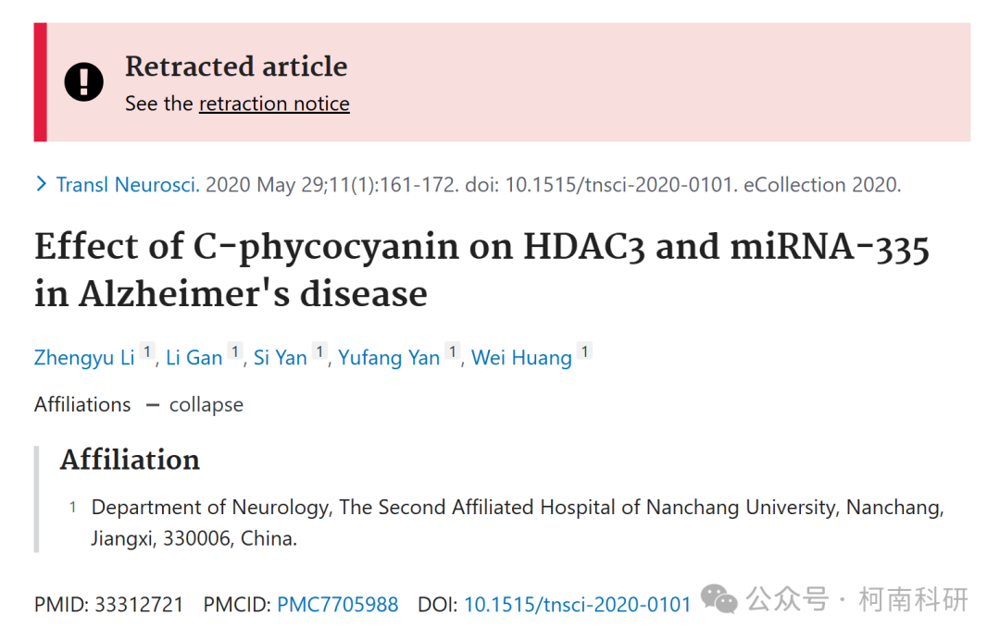 Retracted article
See the retraction notice
Transl Neurosci. 2020 May 29;11(1):161-172. doi: 10.1515/tnsci-2020-0101. eCollection 2020.
Effect of C-phycocyanin on HDAC3 and miRNA-335
in Alzheimer's disease
Zhengyu Li 1, Li Gan 1, Si Yan 1, Yufang Yan 1, Wei Huang 1
Affiliations — collapse
Affiliation
1 Department of Neurology, The Second Affiliated Hospital of Nanchang University, Nanchang,
Jiangxi, 330006, China.
PMID: 33312721 PMCID: PMC7705988 DOI: 10.1515/tnsci-2020-0101
公众号 · 柯南科研